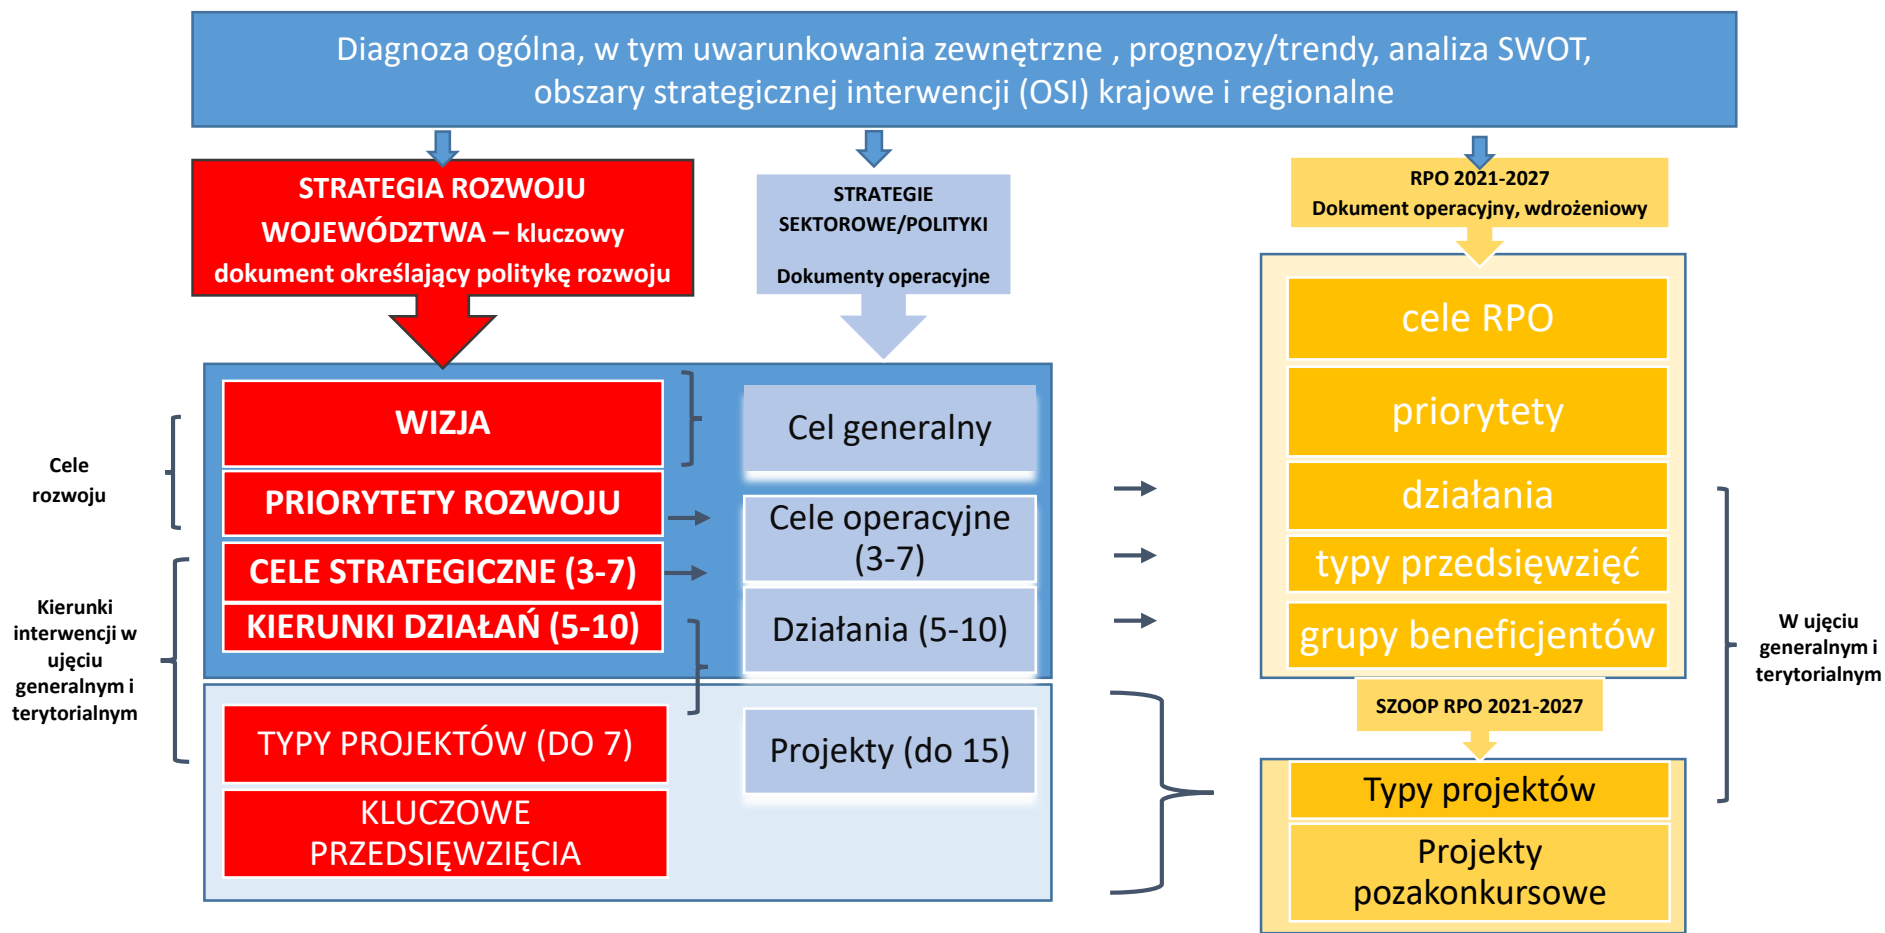 Diagnoza ogólna, w tym uwarunkowania zewnętrzne , prognozy/trendy, analiza SWOT,
obszary strategicznej interwencji (OSI) krajowe i regionalne
STRATEGIA ROZWOJU
WOJEWÓDZTWA – kluczowy
dokument określający politykę rozwoju
STRATEGIE
SEKTOROWE/POLITYKI
Dokumenty operacyjne
RPO 2021-2027
Dokument operacyjny, wdrożeniowy
Cele
rozwoju
Kierunki
interwencji w
ujęciu
generalnym i
terytorialnym
WIZJA
PRIORYTETY ROZWOJU
CELE STRATEGICZNE (3-7)
KIERUNKI DZIAŁAŃ (5-10)
TYPY PROJEKTÓW (DO 7)
KLUCZOWE
PRZEDSIĘWZIĘCIA
Cel generalny
Cele operacyjne
(3-7)
Działania (5-10)
Projekty (do 15)
cele RPO
priorytety
działania
typy przedsięwzięć
grupy beneficjentów
SZOOP RPO 2021-2027
Typy projektów
Projekty
pozakonkursowe
W ujęciu
generalnym i
terytorialnym